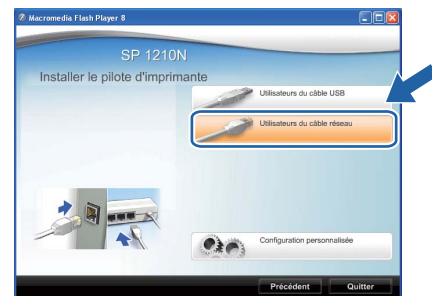 Macromedia Flash Player 8
SP 1210N
Installer le pilote d'imprimante
Utilisateurs du câble USB
Utilisateurs du câble réseau
Configuration personnalisée
Précédent
Quitter